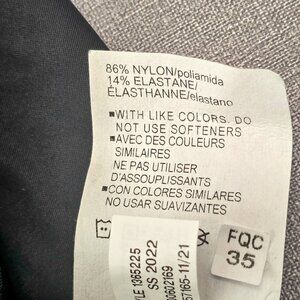 86% NYLON/poliamida
14% ELASTANE/
ÉLASTHANNE/elastano
■WITH LIKE COLORS. DO
NOT USE SOFTENERS
■AVEC DES COULEURS
SIMILAIRES
NE PAS UTILISER
D'ASSOUPLISSANTS
■CON COLORES SIMILARES
NO USAR SUAVIZANTES
FQC
35
1365225
SS 2022